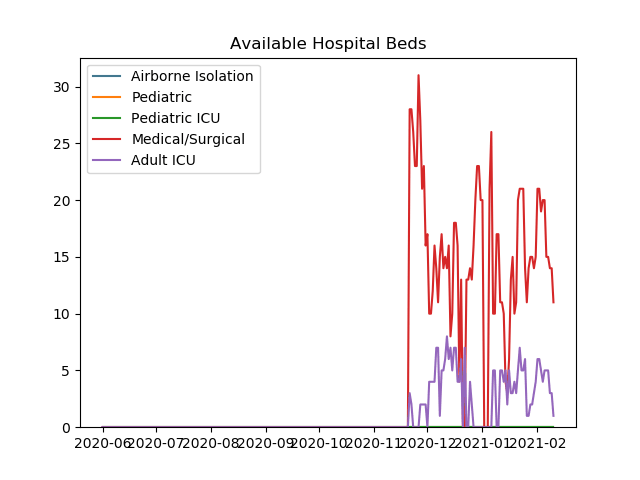 Available Hospital Beds
Airborne Isolation
Pediatric
Pediatric ICU
Medical/Surgical
Adult ICU
30
25
20
15
10
5
0
2020-06 2020-07 2020-08 2020-09 2020-10 2020-11 2020-12 2021-01 2021-02